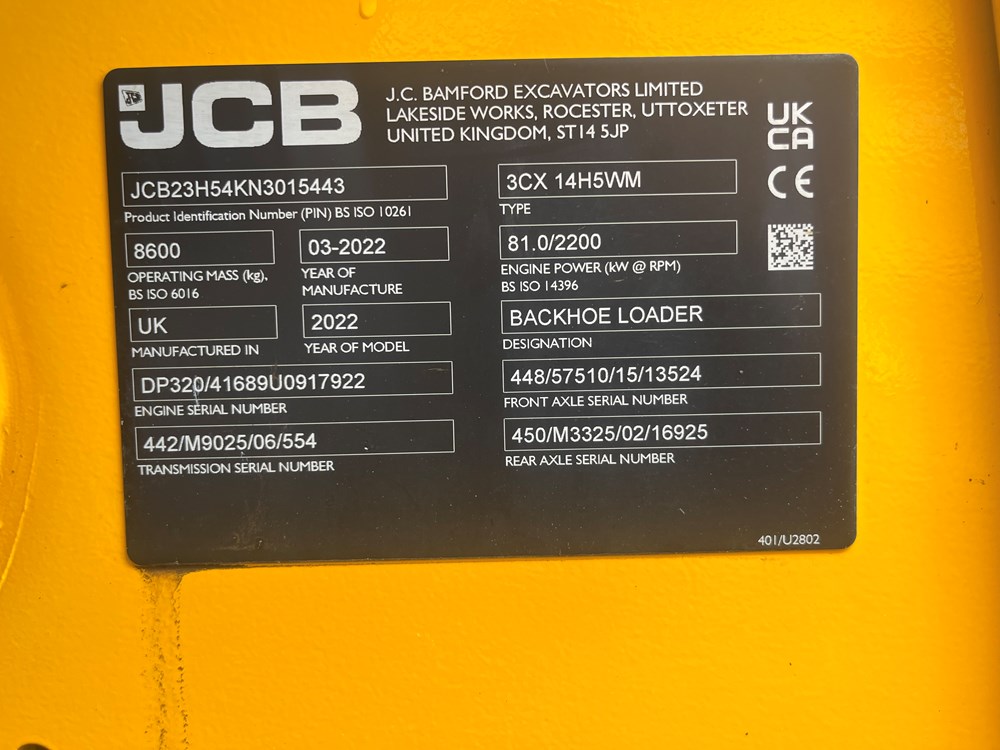 JCB
J.C. BAMFORD EXCAVATORS LIMITED
LAKESIDE WORKS, ROCESTER, UTTOXETER
UNITED KINGDOM, ST14 5JP
UK
CA
CE
JCB23H54KN3015443
Product Identification Number (PIN) BS ISO 10261
3CX 14H5WM
TYPE
8600
OPERATING MASS (kg),
BS ISO 6016
03-2022
YEAR OF
MANUFACTURE
81.0/2200
ENGINE POWER (kW @ RPM)
BS ISO 14396
UK
MANUFACTURED IN
2022
YEAR OF MODEL
BACKHOE LOADER
DESIGNATION
DP320/41689U0917922
ENGINE SERIAL NUMBER
448/57510/15/13524
FRONT AXLE SERIAL NUMBER
442/M9025/06/554
TRANSMISSION SERIAL NUMBER
450/M3325/02/16925
REAR AXLE SERIAL NUMBER
401/U2802